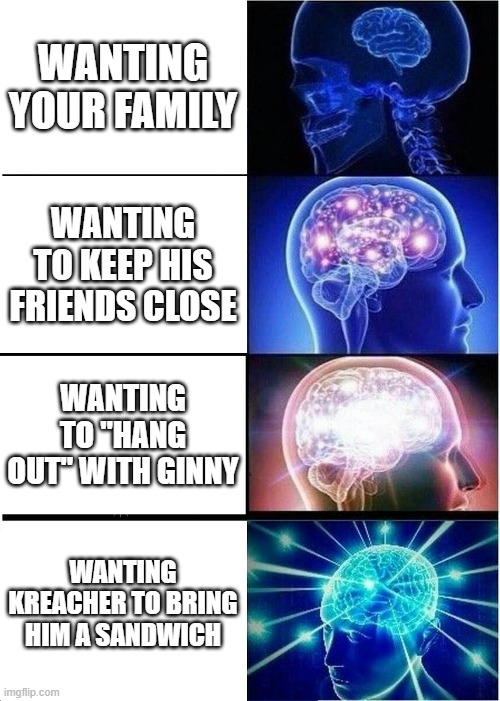 WANTING
YOUR FAMILY
WANTING
TO KEEP HIS
FRIENDS CLOSE
WANTING
TO "HANG
OUT" WITH GINNY
WANTING
KREACHER TO BRING
HIM A SANDWICH
imgflip.com